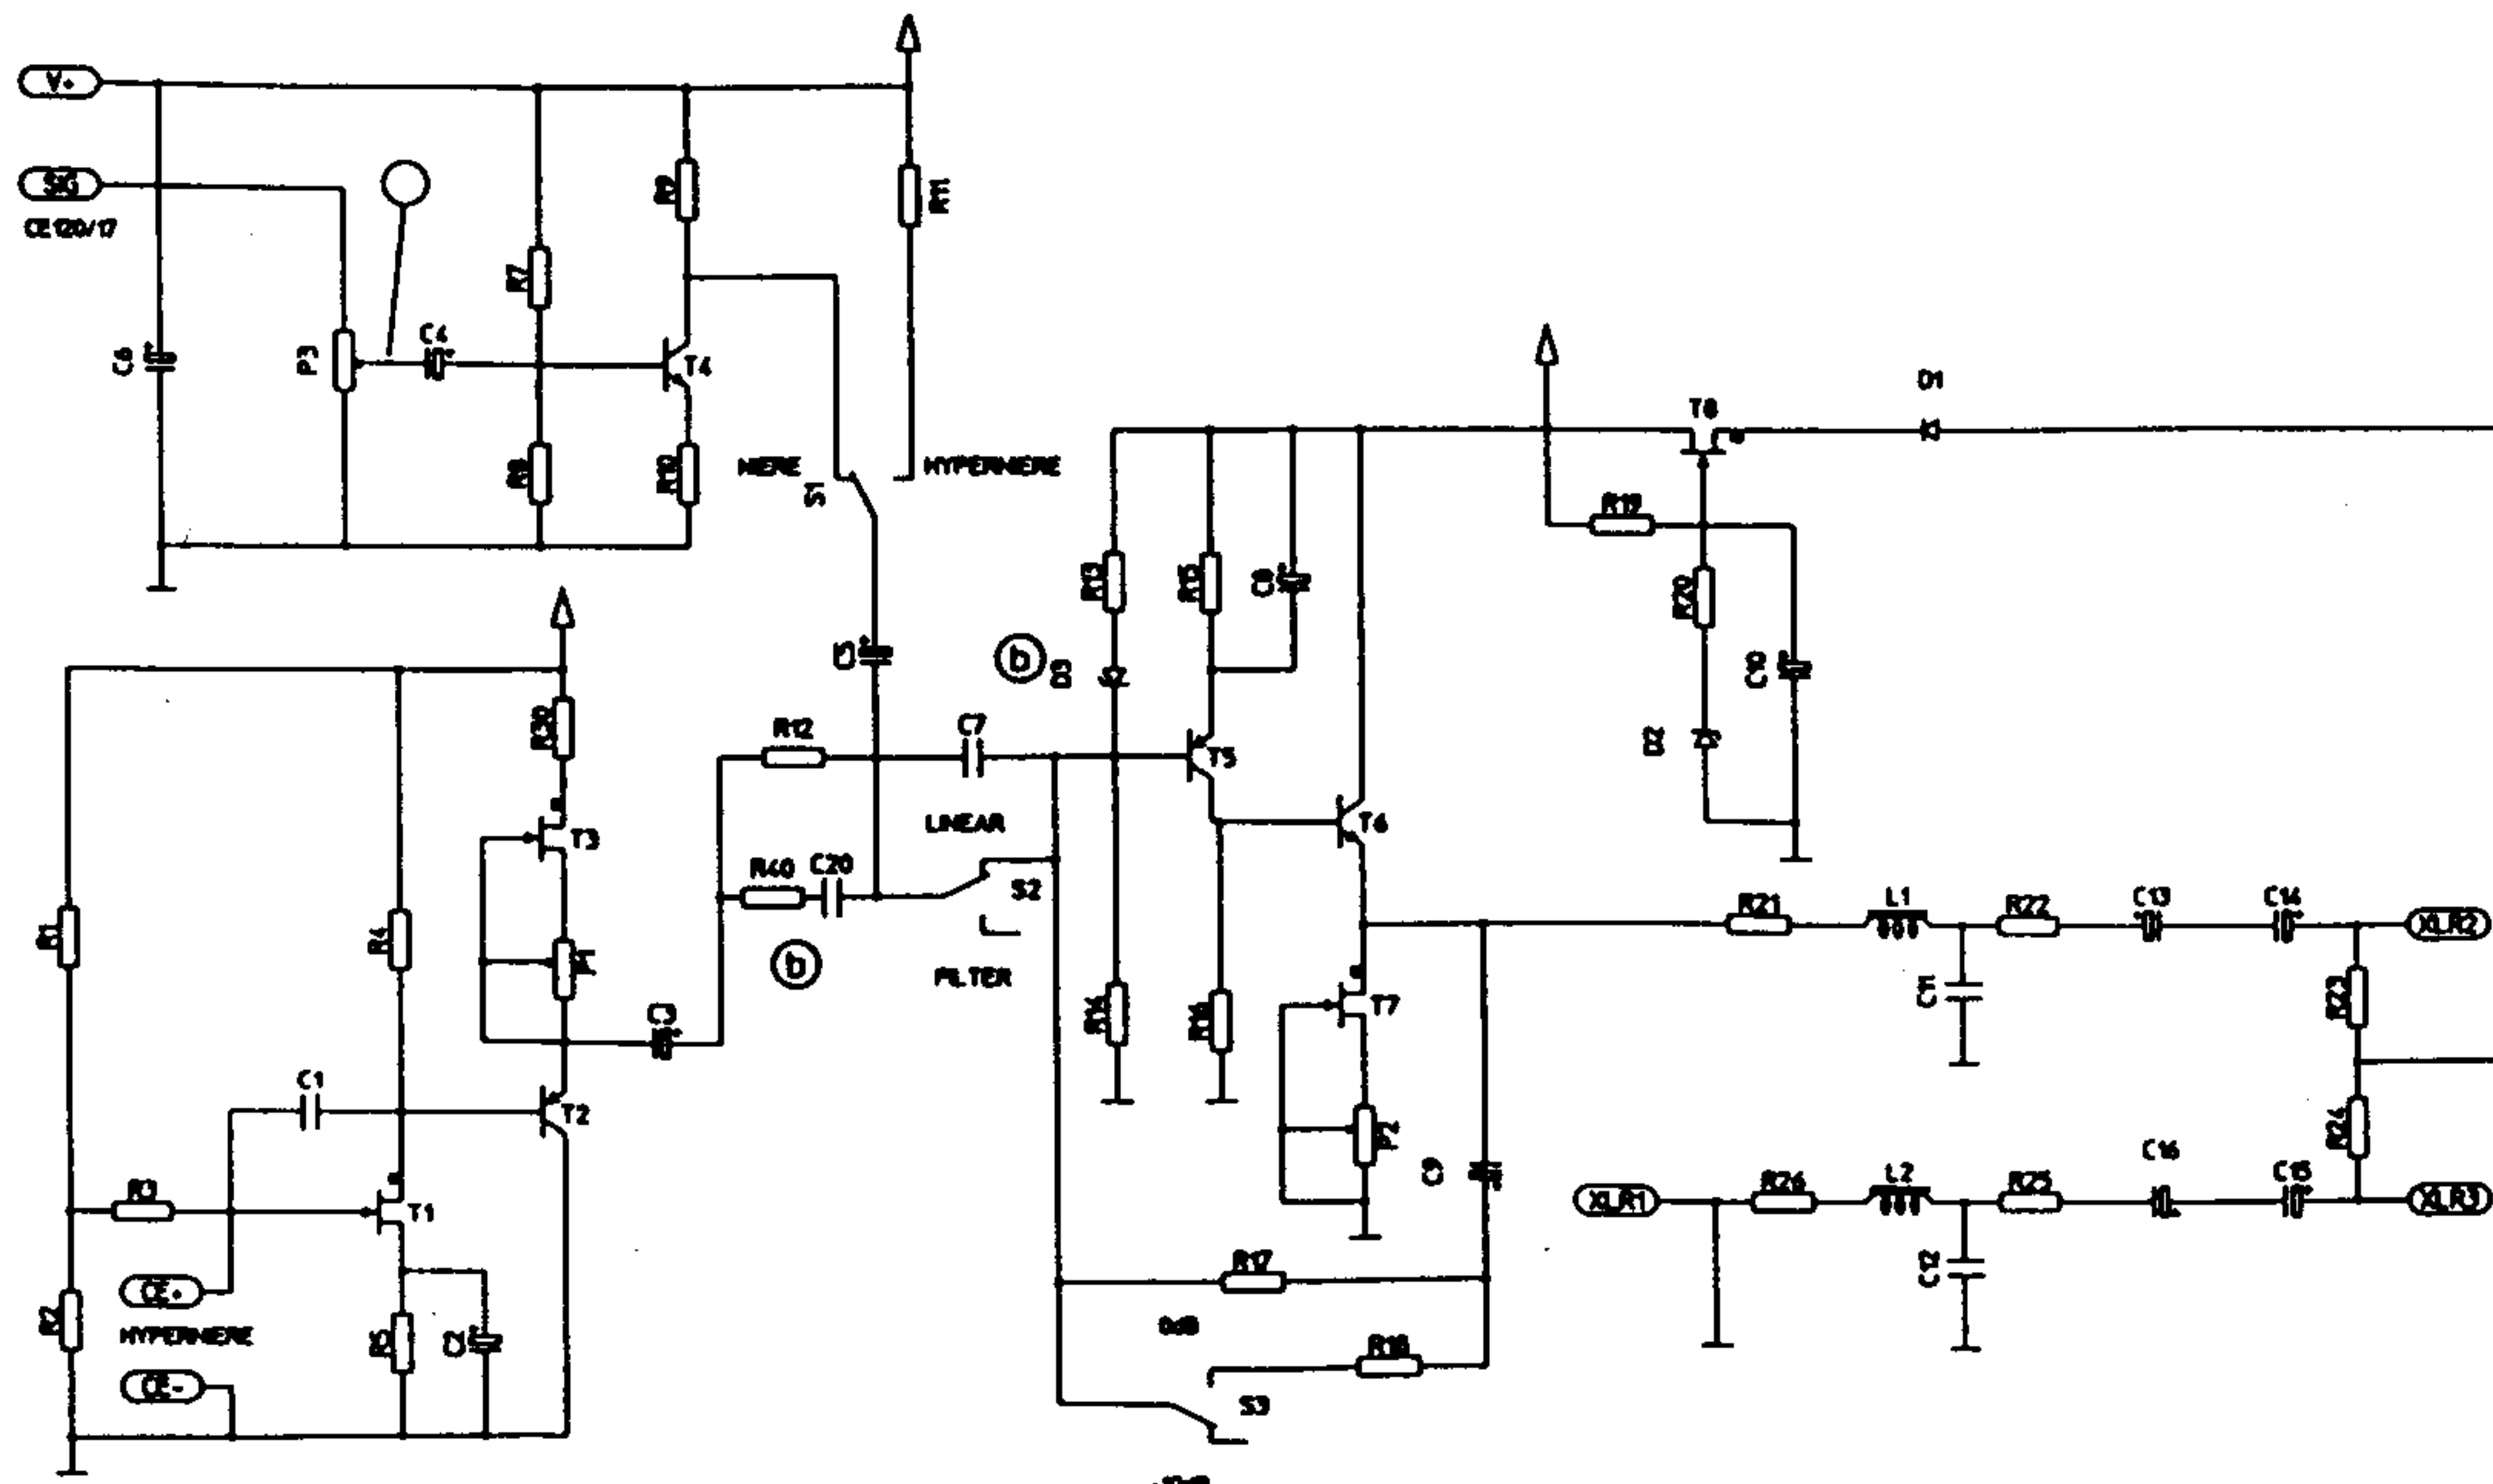 V+
SIG
CE120/17
C6
P3
C4
R7
R9
T4
R11
R10
NIERE
S1
HYPERNIERE
C5
R12
C7
LINEAR
R40
C20
S2
b
b
FILTER
R13
R15
C8
D3
T5
T6
T8
D1
R19
R20
C10
D2
R1
R4
R39
T3
P1
C3
C1
T2
R3
T1
R2
CE+
HYPERNIERE
R5
C2
CE-
R14
R16
T7
P2
C9
R17
0dB
R18
S3
R21
L1
R22
C13
C14
XLR2
C11
R23
R24
XLR1
R26
L2
R25
C16
C15
XLR3
C12